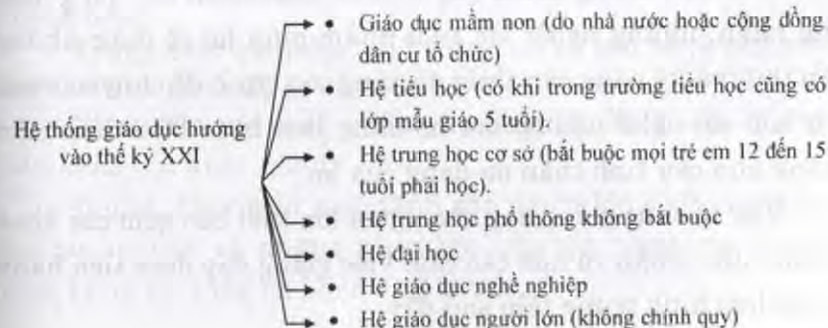 Giáo dục mầm non (do nhà nước hoặc cộng đồng
dân cư tổ chức)
Hệ tiểu học (có khi trong trường tiểu học cũng có
lớp mẫu giáo 5 tuổi).
Hệ thống giáo dục hướng
vào thế kỷ XXI
Hệ trung học cơ sở (bắt buộc mọi trẻ em 12 đến 15
tuổi phải học).
Hệ trung học phổ thông không bắt buộc
Hệ đại học
Hệ giáo dục nghề nghiệp
Hệ giáo dục người lớn (không chính quy)